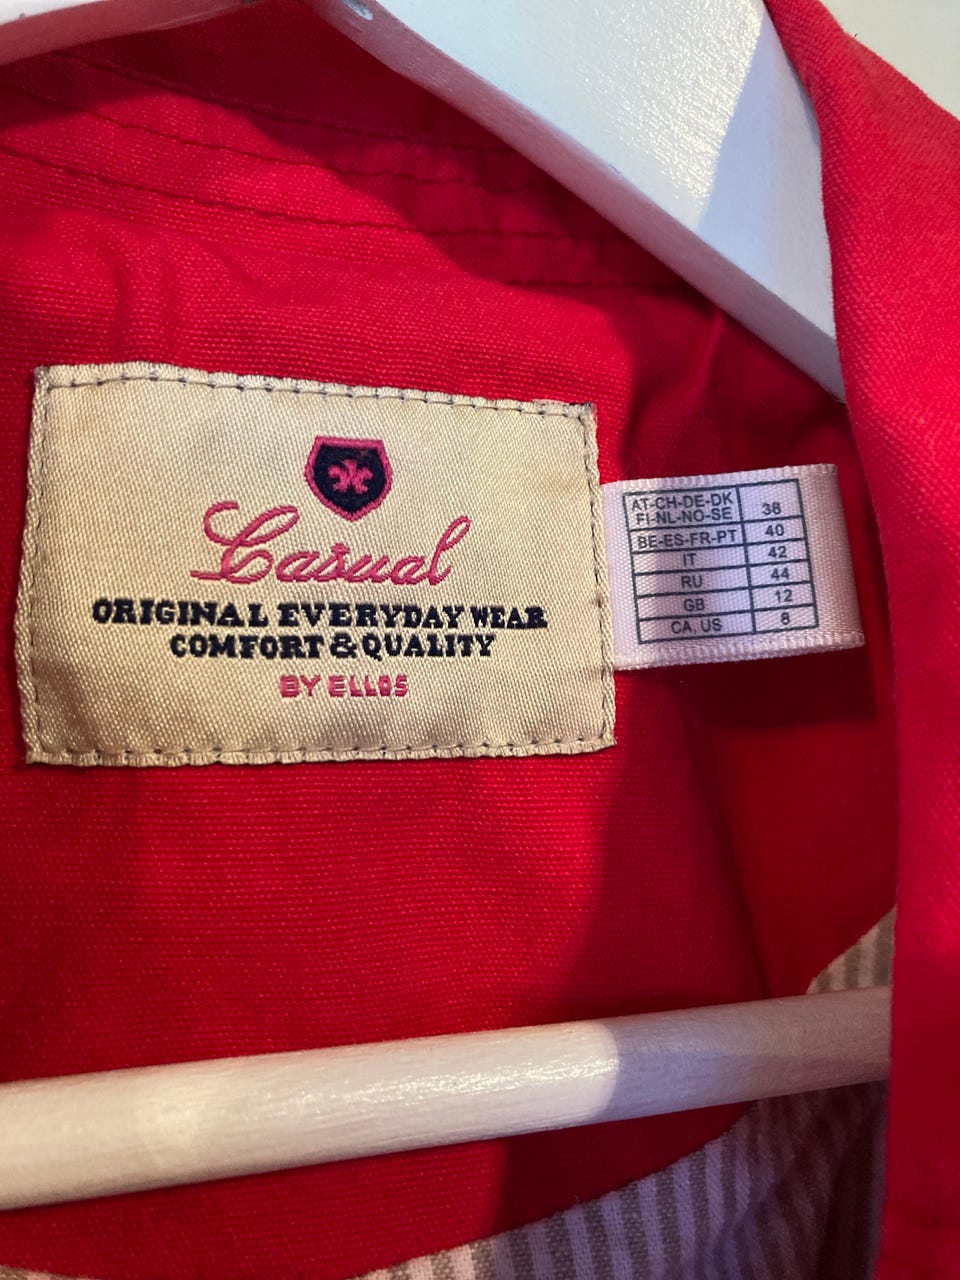 Casual
ORIGINAL EVERYDAY WEAR
COMFORT & QUALITY
BY ELLOS
AT-CH-DE-DK
FI-NL-NO-SE 38
BE-ES-FR-PT 40
IT 42
RU 44
GB 12
CA, US 8